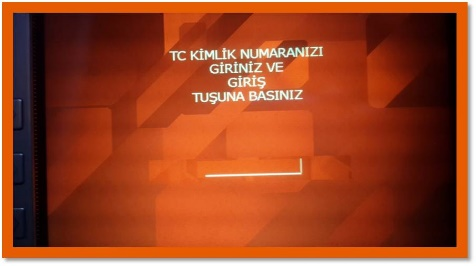 TC KİMLİK NUMARANIZI
GİRİNİZ VE
GİRİŞ
TUŞUNA BASINIZ